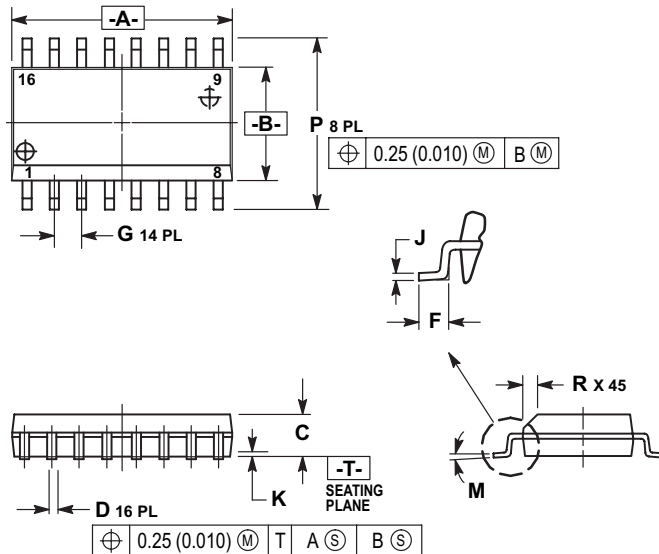 -A-
16 9
-B-
P 8 PL
⌖ 0.25 (0.010) Ⓜ B Ⓜ
1 8
G 14 PL
J
F
R X 45
C
-T-
SEATING
PLANE
K
M
D 16 PL
⌖ 0.25 (0.010) Ⓜ T A Ⓢ B Ⓢ